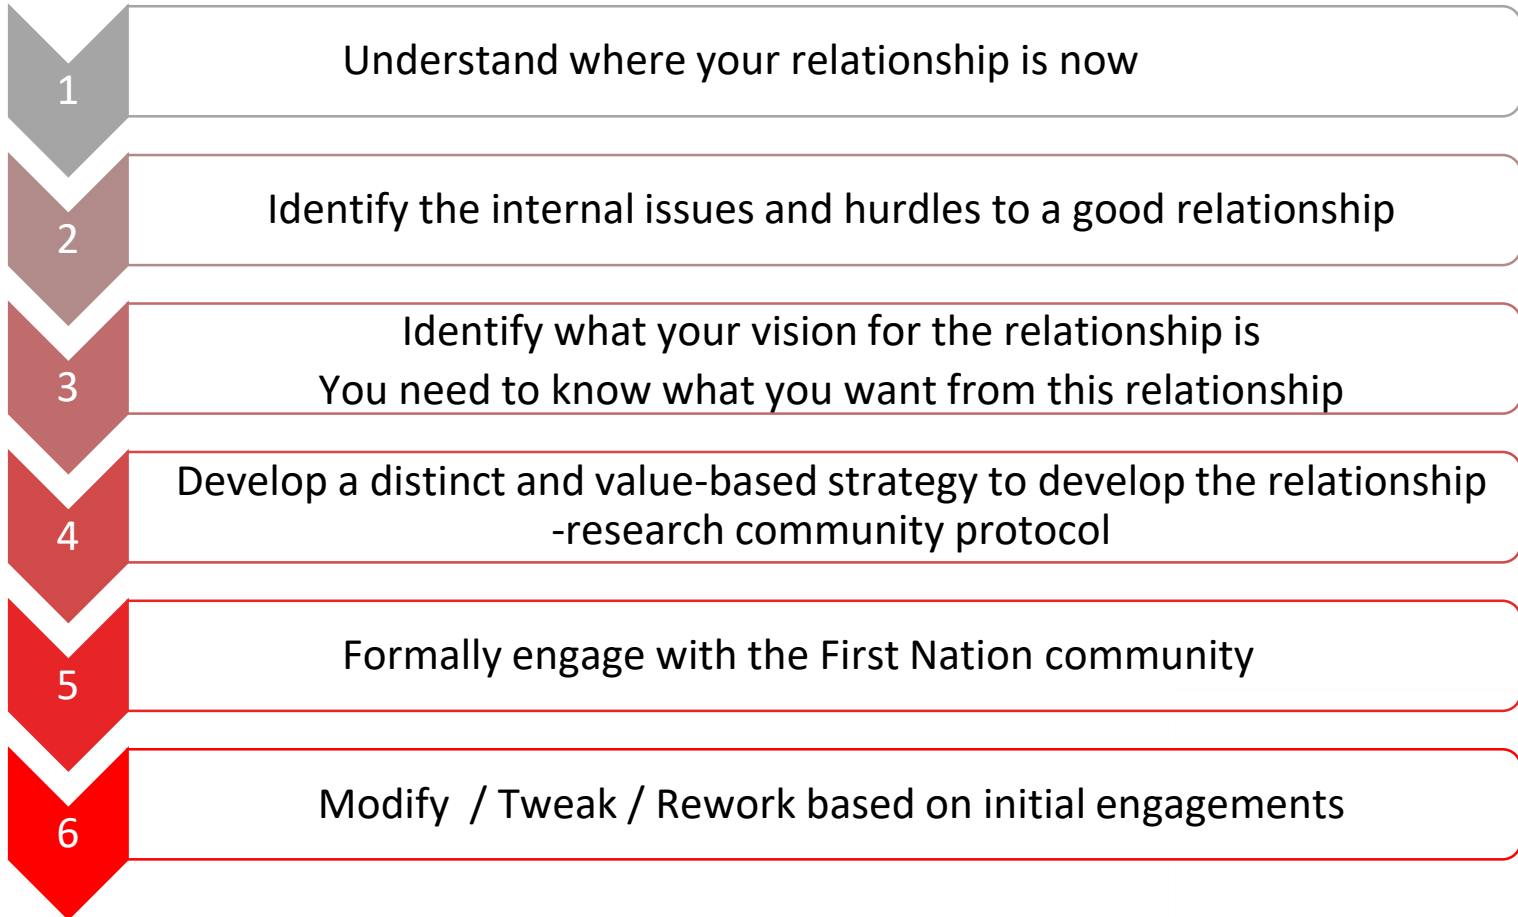 1
Understand where your relationship is now
2
Identify the internal issues and hurdles to a good relationship
3
Identify what your vision for the relationship is
You need to know what you want from this relationship
4
Develop a distinct and value-based strategy to develop the relationship
-research community protocol
5
Formally engage with the First Nation community
6
Modify  / Tweak / Rework based on initial engagements